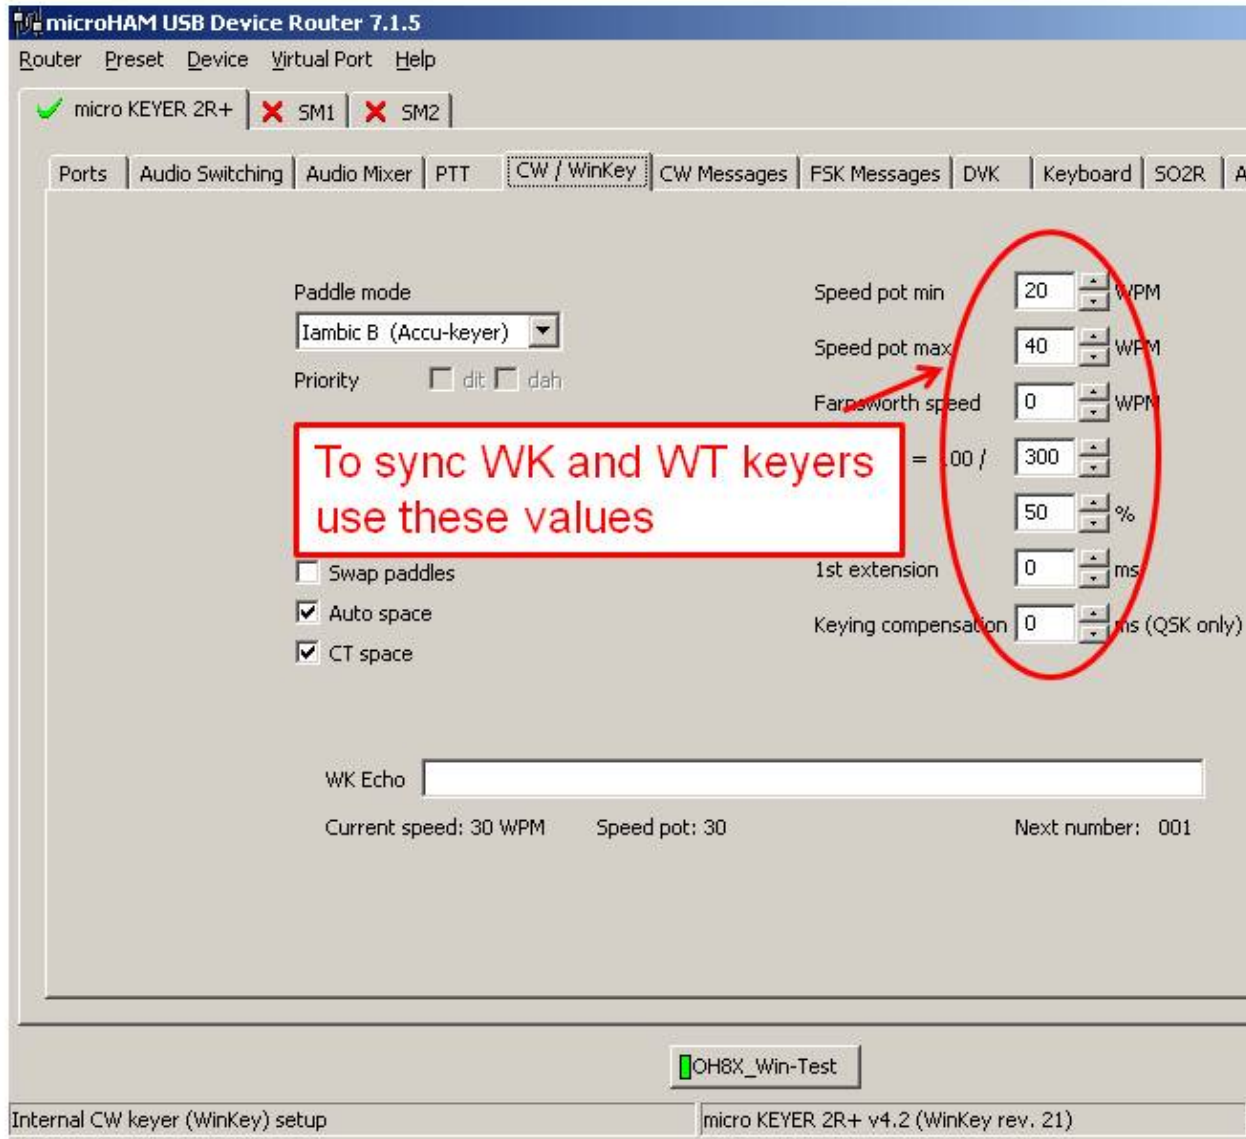 microHAM USB Device Router 7.1.5
Router Preset Device Virtual Port Help
micro KEYER 2R+ SM1 SM2
Ports Audio Switching Audio Mixer PTT CW / WinKey CW Messages FSK Messages DVK Keyboard SO2R A
Paddle mode
Iambic B (Accu-keyer)
Priority dit dah
To sync WK and WT keyers
use these values
Swap paddles
Auto space
CT space
Speed pot min 20 WPM
Speed pot max 40 WPM
Farnsworth speed 0 WPM
= 100 / 300
50 %
1st extension 0 ms
Keying compensation 0 ms (QSK only)
WK Echo
Current speed: 30 WPM Speed pot: 30 Next number: 001
OH8X_Win-Test
Internal CW keyer (WinKey) setup micro KEYER 2R+ v4.2 (WinKey rev. 21)